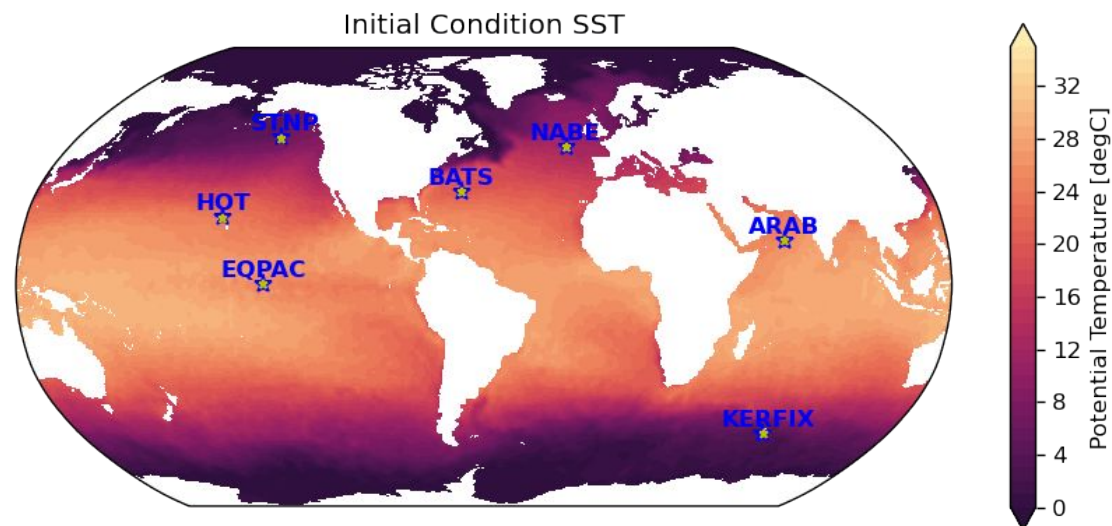 Initial Condition SST
STNP
NABE
BATS
HOT
ARAB
EQPAC
KERFIX
32
28
24
20
16
12
8
4
0
Potential Temperature [degC]